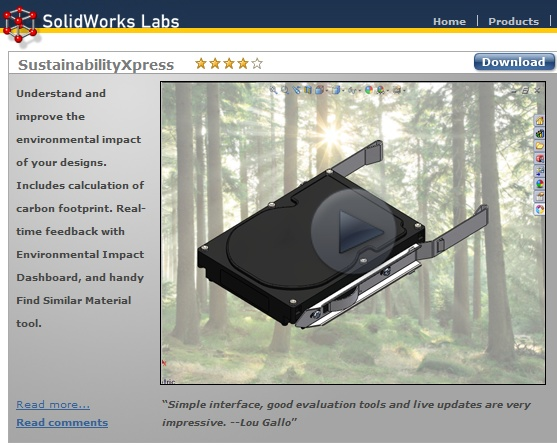 SolidWorks Labs
Home | Products |
SustainabilityXpress
Download
Understand and
improve the
environmental impact
of your designs.
Includes calculation of
carbon footprint. Real-
time feedback with
Environmental Impact
Dashboard, and handy
Find Similar Material
tool.
Read more...
Read comments
“Simple interface, good evaluation tools and live updates are very
impressive. --Lou Gallo”